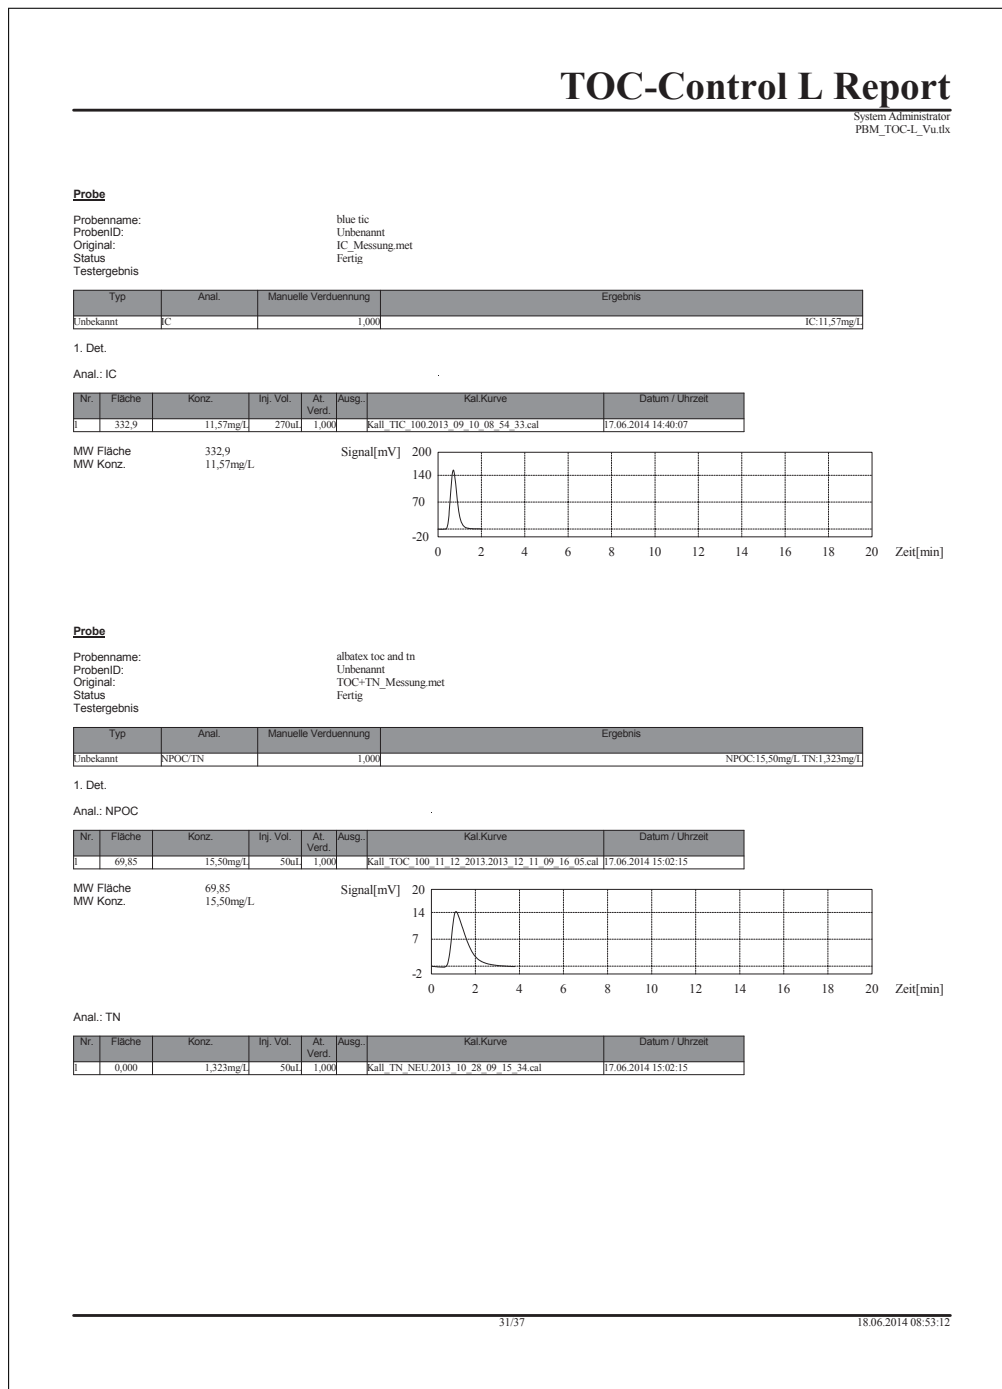 TOC-Control L Report
System Administrator
PBM_TOC-L_Vu.tlx
Probe
Probenname: blue tic
ProbenID: Unbenannt
Original: IC_Messung.met
Status Fertig
Testergebnis
Typ Anal. Manuelle Verduennung Ergebnis
Unbekannt IC 1,000 IC:11,57mg/L
1. Det.
Anal.: IC
Nr. Fläche Konz. Inj. Vol. At. Verd. Ausg.. Kal.Kurve Datum / Uhrzeit
1 332,9 11,57mg/L 270uL 1,000 Kall_TIC_100.2013_09_10_08_54_33.cal 17.06.2014 14:40:07
MW Fläche 332,9
MW Konz. 11,57mg/L
Signal[mV] 200
140
70
-20
0 2 4 6 8 10 12 14 16 18 20 Zeit[min]
Probe
Probenname: albatex toc and tn
ProbenID: Unbenannt
Original: TOC+TN_Messung.met
Status Fertig
Testergebnis
Typ Anal. Manuelle Verduennung Ergebnis
Unbekannt NPOC/TN 1,000 NPOC:15,50mg/L TN:1,323mg/L
1. Det.
Anal.: NPOC
Nr. Fläche Konz. Inj. Vol. At. Verd. Ausg.. Kal.Kurve Datum / Uhrzeit
1 69,85 15,50mg/L 50uL 1,000 Kall_TOC_100_11_12_2013.2013_12_11_09_16_05.cal 17.06.2014 15:02:15
MW Fläche 69,85
MW Konz. 15,50mg/L
Signal[mV] 20
14
7
-2
0 2 4 6 8 10 12 14 16 18 20 Zeit[min]
Anal.: TN
Nr. Fläche Konz. Inj. Vol. At. Verd. Ausg.. Kal.Kurve Datum / Uhrzeit
1 0,000 1,323mg/L 50uL 1,000 Kall_TN_NEU.2013_10_28_09_15_34.cal 17.06.2014 15:02:15
31/37
18.06.2014 08:53:12